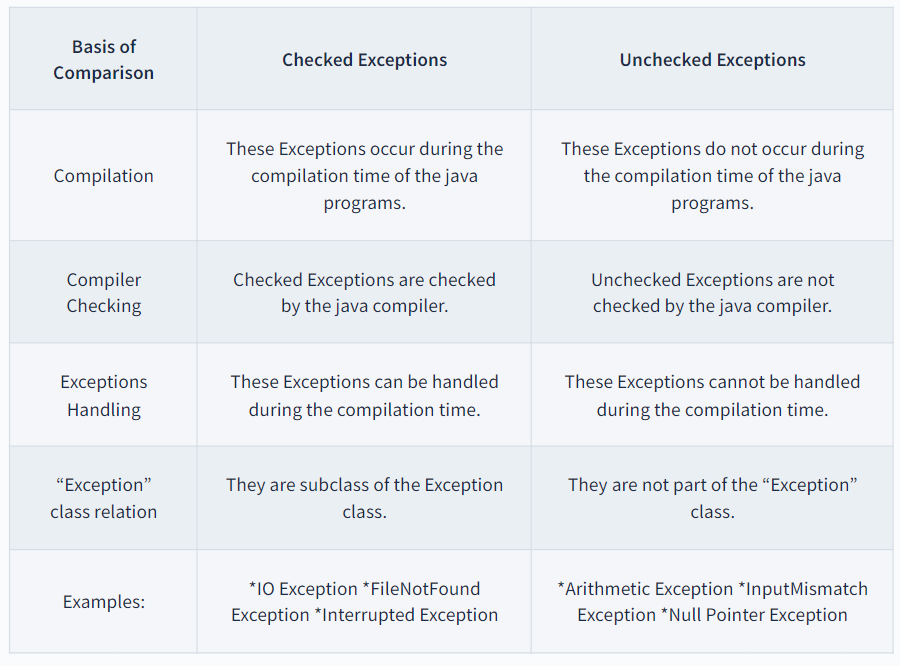 Basis of
Comparison
Checked Exceptions
Unchecked Exceptions
Compilation
These Exceptions occur during the
compilation time of the java
programs.
These Exceptions do not occur during
the compilation time of the java
programs.
Compiler
Checking
Checked Exceptions are checked
by the java compiler.
Unchecked Exceptions are not
checked by the java compiler.
Exceptions
Handling
These Exceptions can be handled
during the compilation time.
These Exceptions cannot be handled
during the compilation time.
“Exception”
class relation
They are subclass of the Exception
class.
They are not part of the “Exception”
class.
Examples:
*IO Exception *FileNotFound
Exception *Interrupted Exception
*Arithmetic Exception *InputMismatch
Exception *Null Pointer Exception